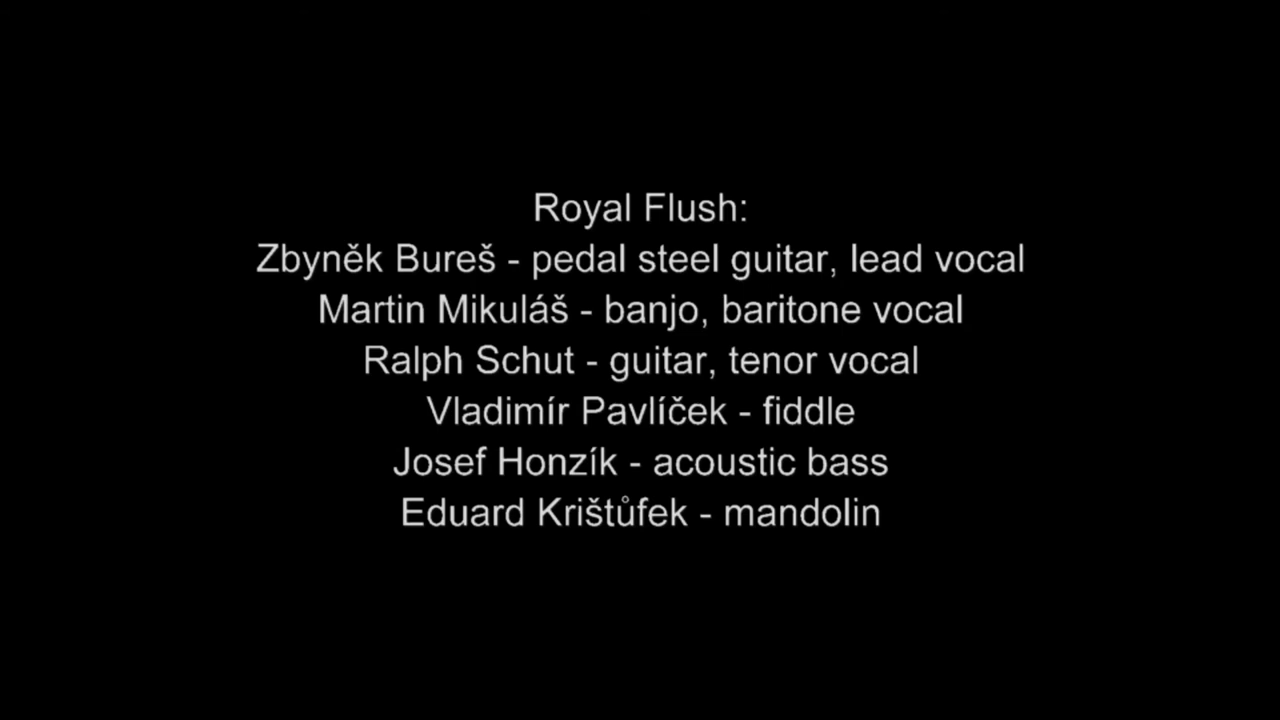 Royal Flush:
Zbyněk Bureš - pedal steel guitar, lead vocal
Martin Mikuláš - banjo, baritone vocal
Ralph Schut - guitar, tenor vocal
Vladimír Pavlíček - fiddle
Josef Honzík - acoustic bass
Eduard Krištůfek - mandolin